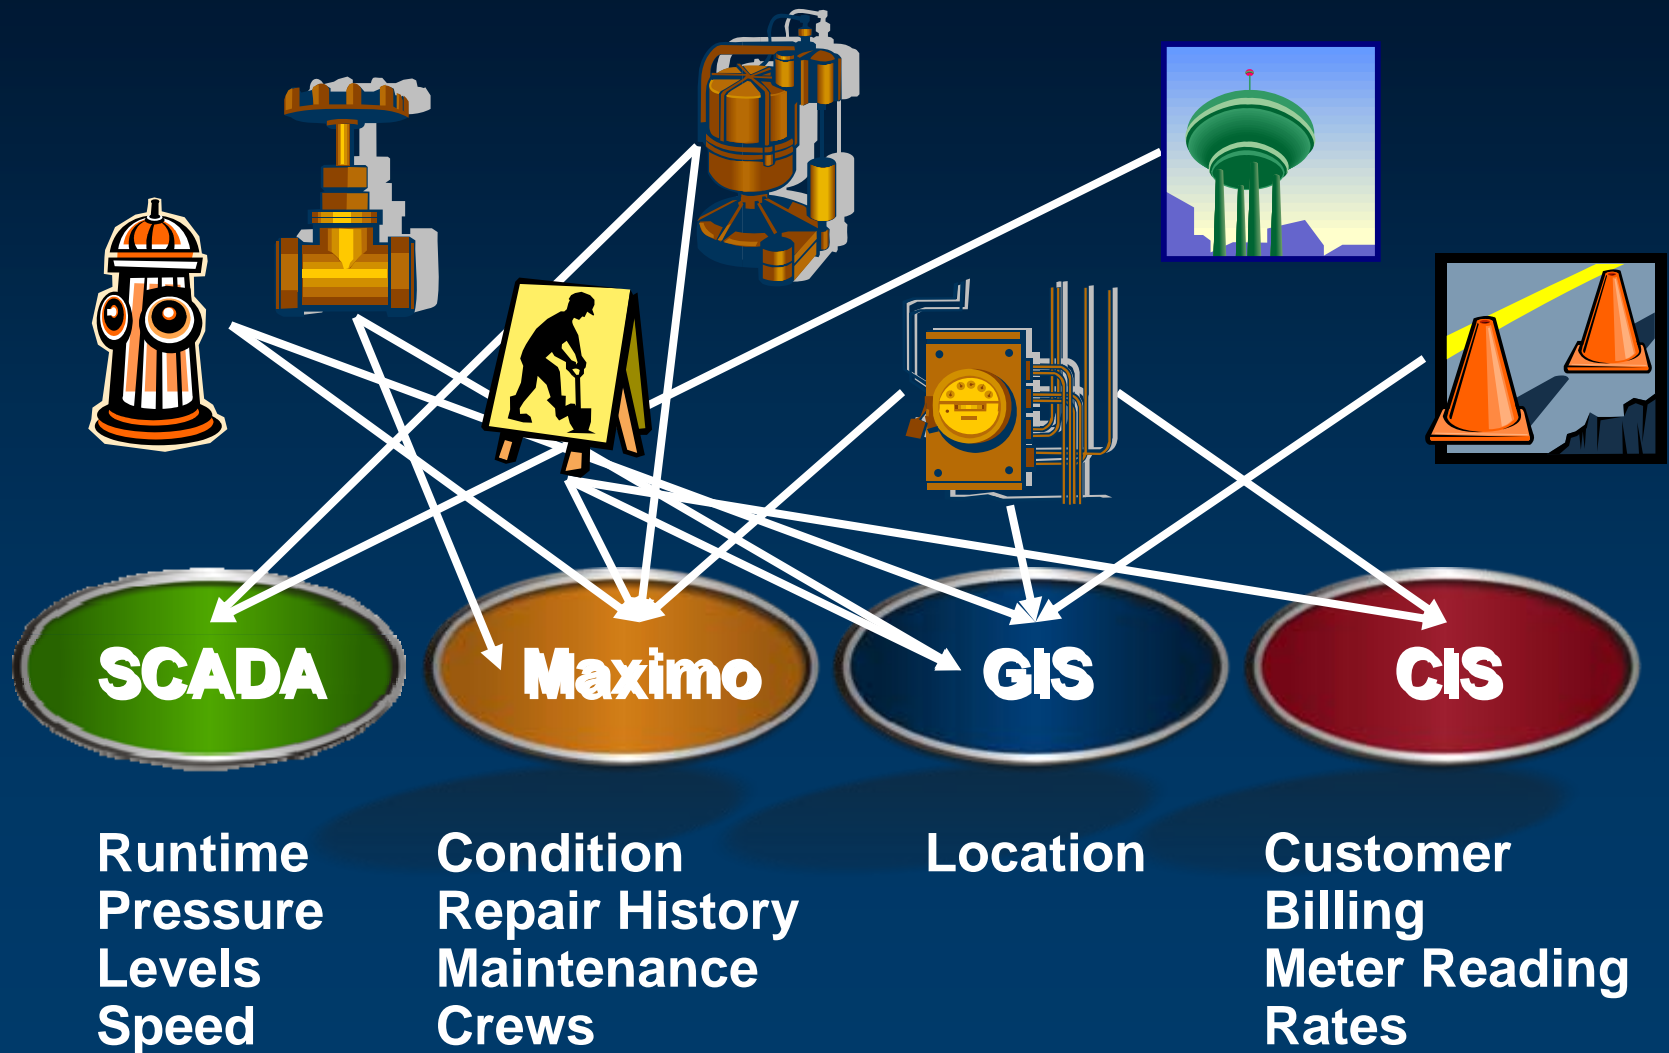 SCADA
Maximo
GIS
CIS
Runtime
Pressure
Levels
Speed
Condition
Repair History
Maintenance
Crews
Location
Customer
Billing
Meter Reading
Rates